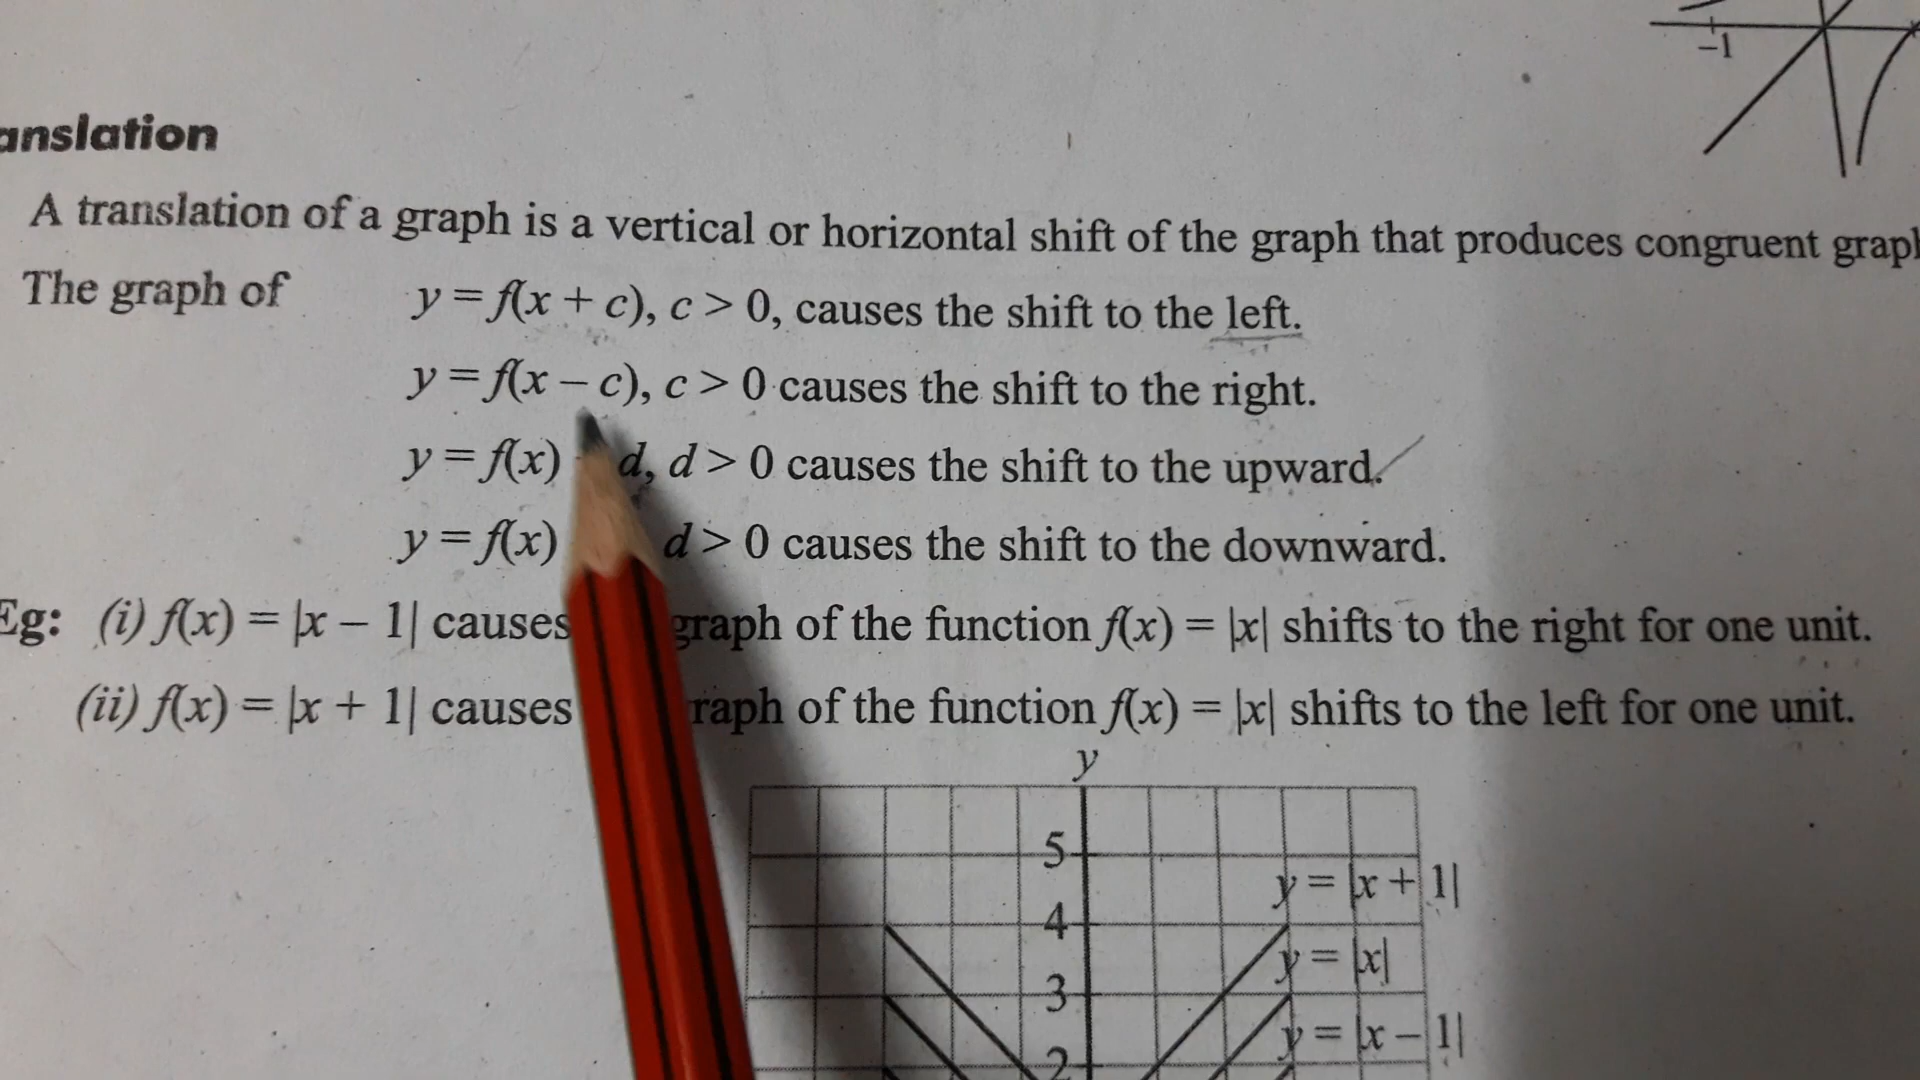 −1
anslation
A translation of a graph is a vertical or horizontal shift of the graph that produces congruent grap
The graph of y = f(x + c), c > 0, causes the shift to the left.
y = f(x − c), c > 0 causes the shift to the right.
y = f(x) d, d > 0 causes the shift to the upward.
y = f(x) d > 0 causes the shift to the downward.
Eg: (i) f(x) = |x − 1| causes graph of the function f(x) = |x| shifts to the right for one unit.
(ii) f(x) = |x + 1| causes raph of the function f(x) = |x| shifts to the left for one unit.
y
5
y = |x + 1|
4
y = |x|
3
y = |x − 1|
2